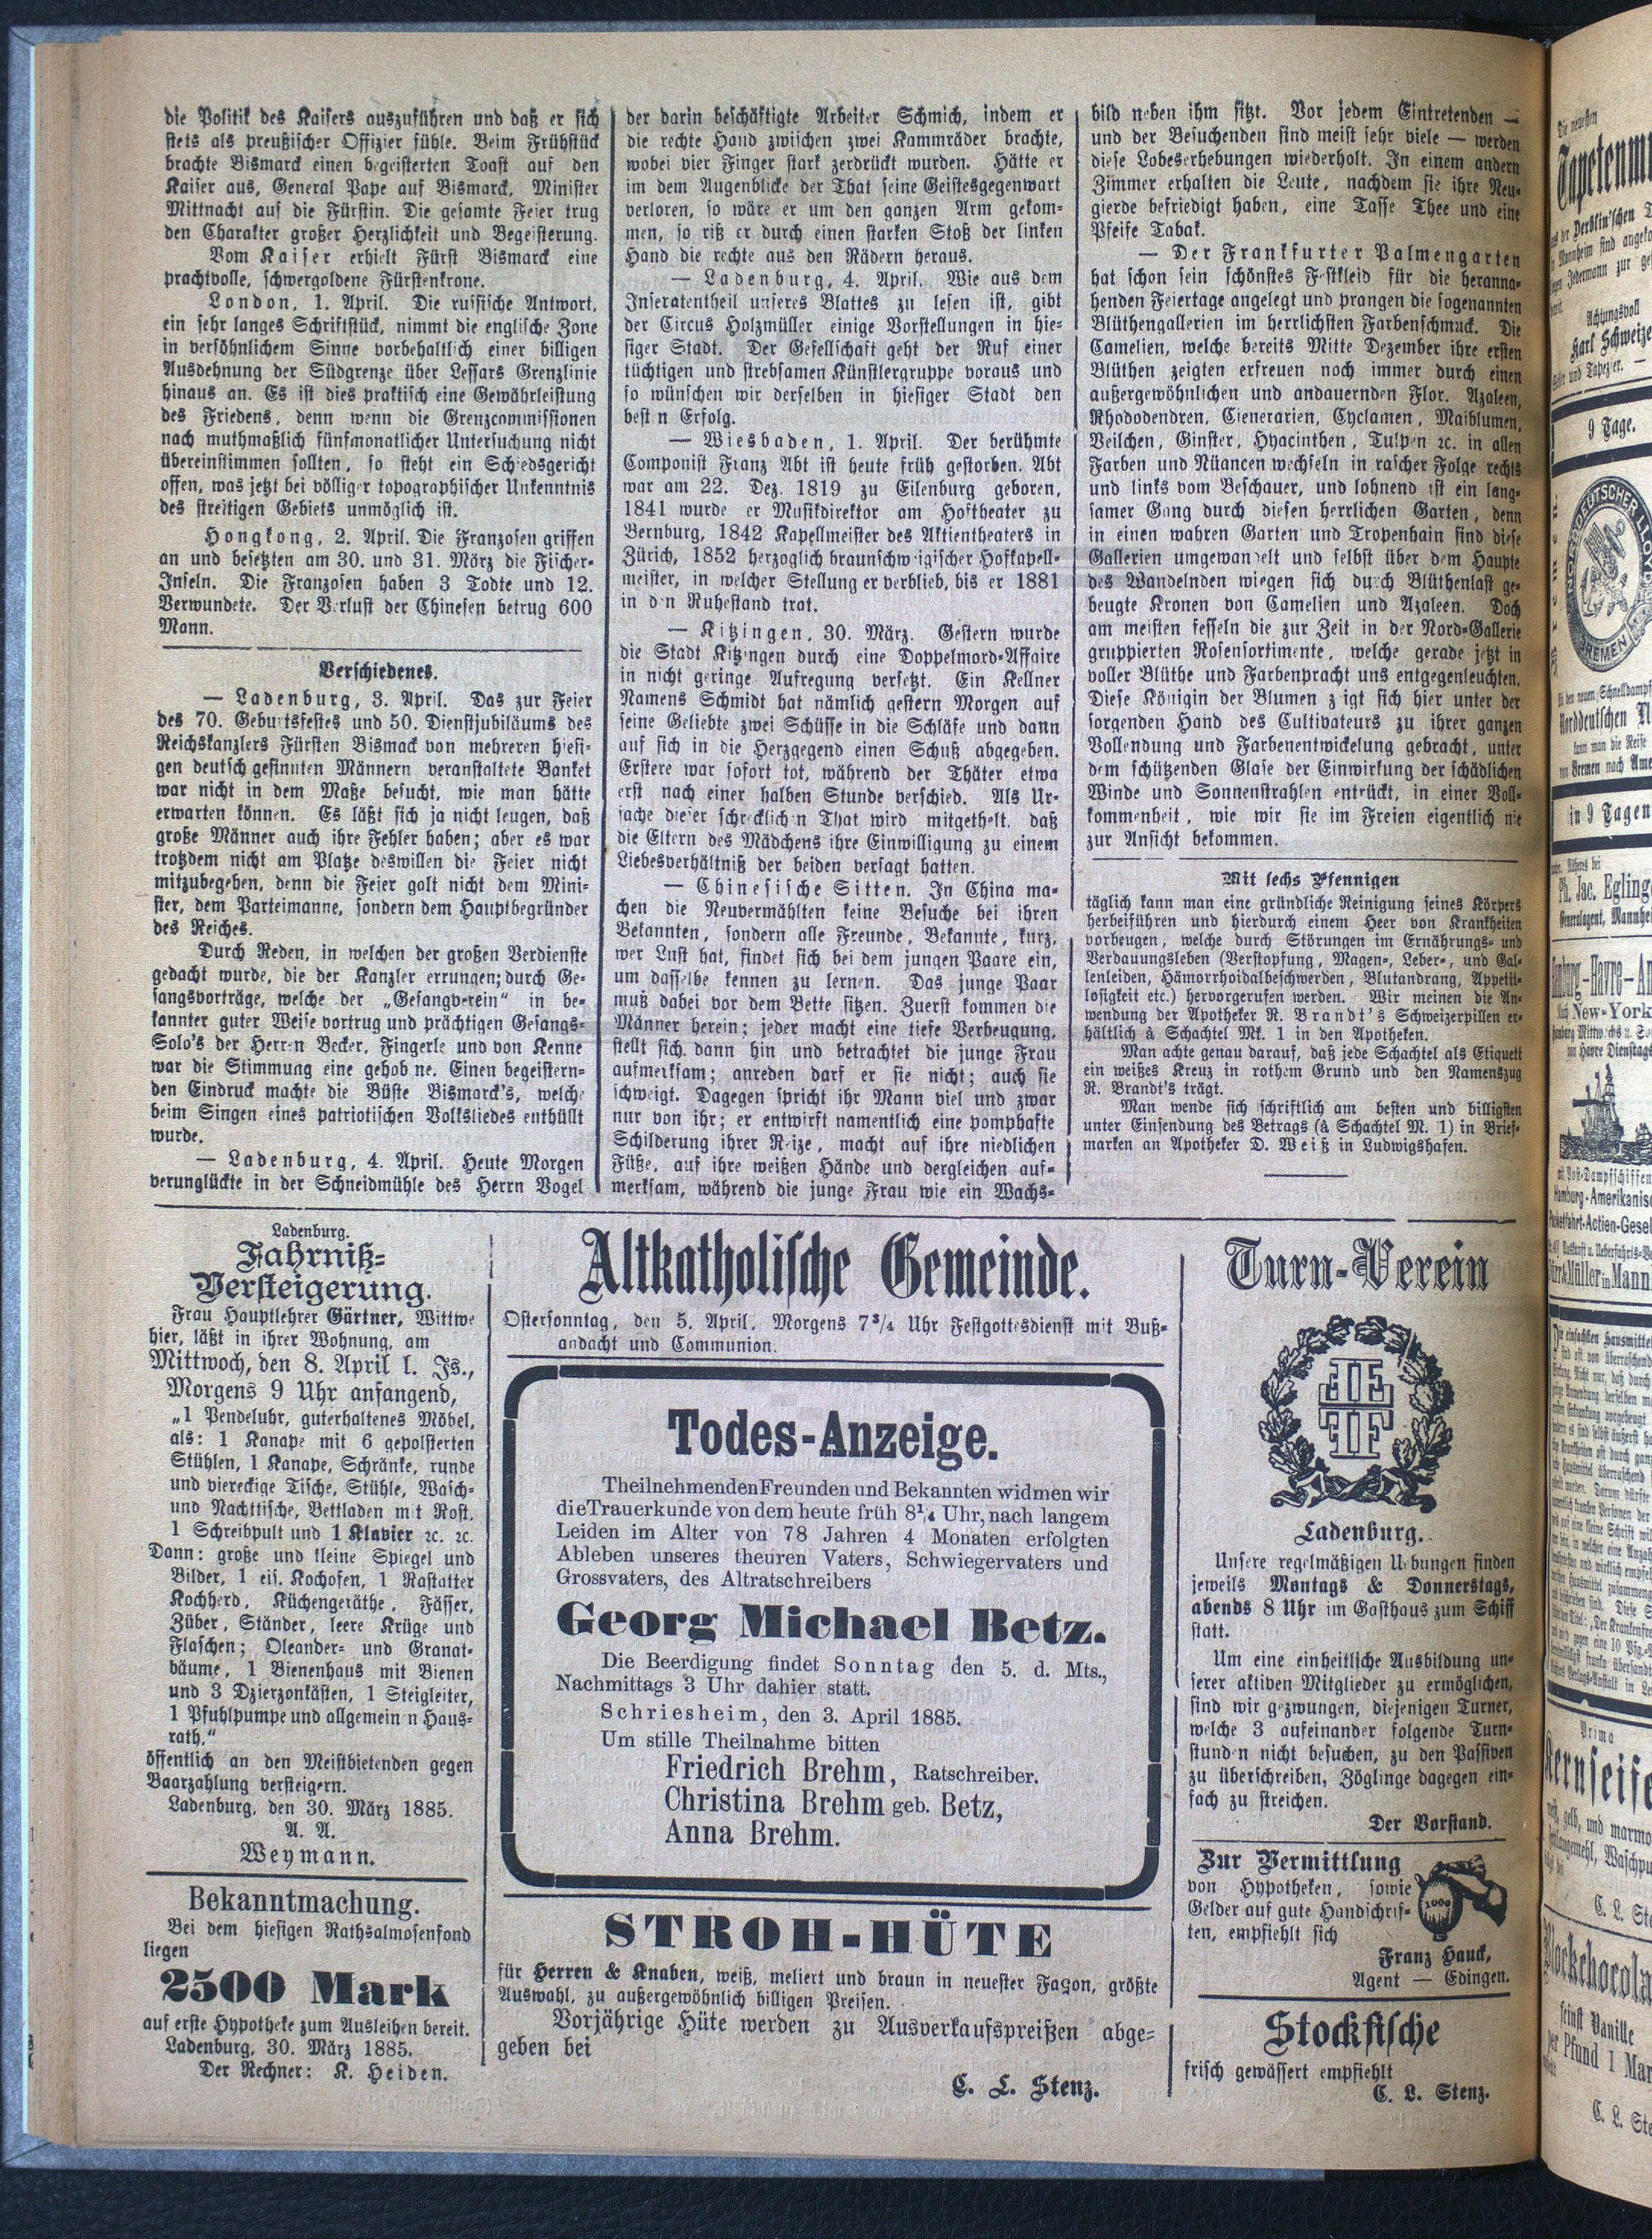 die Politik des Kaisers auszuführen und daß er sich
stets als preußischer Offizier fühle. Beim Frühstück
brachte Bismarck einen begeisterten Toast auf den
Kaiser aus, General Pape auf Bismarck, Minister
Mittnacht auf die Fürstin. Die gesamte Feier trug
den Charakter großer Herzlichkeit und Begeisterung.
Vom Kaiser erhielt Fürst Bismarck eine
prachtvolle, schwergoldene Fürstenkrone.
London, 1. April. Die russische Antwort,
ein sehr langes Schriftstück, nimmt die englische Zone
in versöhnlichem Sinne vorbehaltlich einer billigen
Ausdehnung der Südgrenze über Lessars Grenzlinie
hinaus an. Es ist dies praktisch eine Gewährleistung
des Friedens, denn wenn die Grenzcommissionen
nach muthmaßlich fünfmonatlicher Untersuchung nicht
übereinstimmen sollten, so steht ein Schiedsgericht
offen, was jetzt bei völliger topographischer Unkenntnis
des streitigen Gebiets unmöglich ist.
Hongkong, 2. April. Die Franzosen griffen
an und besetzten am 30. und 31. März die Fischer-
Inseln. Die Franzosen haben 3 Todte und 12.
Verwundete. Der Verlust der Chinesen betrug 600
Mann.
Verschiedenes.
— Ladenburg, 3. April. Das zur Feier
des 70. Geburtsfestes und 50. Dienstjubiläums des
Reichskanzlers Fürsten Bismack von mehreren hiesi-
gen deutsch gesinnten Männern veranstaltete Banket
war nicht in dem Maße besucht, wie man hätte
erwarten können. Es läßt sich ja nicht leugen, daß
große Männer auch ihre Fehler haben; aber es war
trotzdem nicht am Platze deswillen die Feier nicht
mitzubegehen, denn die Feier galt nicht dem Mini-
ster, dem Parteimanne, sondern dem Hauptbegründer
des Reiches.
Durch Reden, in welchen der großen Verdienste
gedacht wurde, die der Kanzler errungen; durch Ge-
sangsvorträge, welche der „Gesangverein" in be-
kannter guter Weise vortrug und prächtigen Gesangs-
Solo's der Herren Becker, Fingerle und von Kenne
war die Stimmung eine gehobne. Einen begeistern-
den Eindruck machte die Büste Bismarck's, welche
beim Singen eines patriotischen Volksliedes enthüllt
wurde.
— Ladenburg, 4. April. Heute Morgen
verunglückte in der Schneidmühle des Herrn Vogel
der darin beschäftigte Arbeiter Schmich, indem er
die rechte Hand zwischen zwei Kammräder brachte,
wobei vier Finger stark zerdrückt wurden. Hätte er
im dem Augenblicke der That seine Geistesgegenwart
verloren, so wäre er um den ganzen Arm gekom-
men, so riß er durch einen starken Stoß der linken
Hand die rechte aus den Rädern heraus.
— Ladenburg, 4. April. Wie aus dem
Inseratentheil unseres Blattes zu lesen ist, gibt
der Circus Holzmüller einige Vorstellungen in hie-
siger Stadt. Der Gesellschaft geht der Ruf einer
tüchtigen und strebsamen Künstlergruppe voraus und
so wünschen wir derselben in hiesiger Stadt den
besten Erfolg.
— Wiesbaden, 1. April. Der berühmte
Componist Franz Abt ist heute früh gestorben. Abt
war am 22. Dez. 1819 zu Eilenburg geboren,
1841 wurde er Musikdirektor am Hoftheater zu
Bernburg, 1842 Kapellmeister des Aktientheaters in
Zürich, 1852 herzoglich braunschweigischer Hofkapell-
meister, in welcher Stellung er verblieb, bis er 1881
in den Ruhestand trat.
— Kitzingen, 30. März. Gestern wurde
die Stadt Kitzingen durch eine Doppelmord-Affaire
in nicht geringe Aufregung versetzt. Ein Kellner
Namens Schmidt hat nämlich gestern Morgen auf
seine Geliebte zwei Schüsse in die Schläfe und dann
auf sich in die Herzgegend einen Schuß abgegeben.
Erstere war sofort tot, während der Thäter etwa
erst nach einer halben Stunde verschied. Als Ur-
sache dieser schrecklichen That wird mitgetheilt, daß
die Eltern des Mädchens ihre Einwilligung zu einem
Liebesverhältniß der beiden versagt hatten.
— Chinesische Sitten. In China ma-
chen die Neuvermählten keine Besuche bei ihren
Bekannten, sondern alle Freunde, Bekannte, kurz,
wer Lust hat, findet sich bei dem jungen Paare ein,
um dasselbe kennen zu lernen. Das junge Paar
muß dabei vor dem Bette sitzen. Zuerst kommen die
Männer herein; jeder macht eine tiefe Verbeugung,
stellt sich dann hin und betrachtet die junge Frau
aufmerksam; anreden darf er sie nicht; auch sie
schweigt. Dagegen spricht ihr Mann viel und zwar
nur von ihr; er entwirft namentlich eine pomphafte
Schilderung ihrer Reize, macht auf ihre niedlichen
Füße, auf ihre weißen Hände und dergleichen auf-
merksam, während die junge Frau wie ein Wachs-
bild neben ihm sitzt. Vor jedem Eintretenden —
und der Besuchenden sind meist sehr viele — werden
diese Lobeserhebungen wiederholt. In einem andern
Zimmer erhalten die Leute, nachdem sie ihre Neu-
gierde befriedigt haben, eine Tasse Thee und eine
Pfeife Tabak.
— Der Frankfurter Palmengarten
hat schon sein schönstes Festkleid für die heranna-
henden Feiertage angelegt und prangen die sogenannten
Blüthengallerien im herrlichsten Farbenschmuck. Die
Camelien, welche bereits Mitte Dezember ihre ersten
Blüthen zeigten erfreuen noch immer durch einen
außergewöhnlichen und andauernden Flor. Azaleen,
Rhododendren, Cienerarien, Cyclamen, Maiblumen,
Veilchen, Ginster, Hyacinthen, Tulpen ꝛc. in allen
Farben und Nüancen wechseln in rascher Folge rechts
und links vom Beschauer, und lohnend ist ein lang-
samer Gang durch diesen herrlichen Garten, denn
in einen wahren Garten und Tropenhain sind diese
Gallerien umgewandelt und selbst über dem Haupte
des Wandelnden wiegen sich durch Blüthenlast ge-
beugte Kronen von Camelien und Azaleen. Doch
am meisten fesseln die zur Zeit in der Nord-Gallerie
gruppierten Rosensortimente, welche gerade jetzt in
voller Blüthe und Farbenpracht uns entgegenleuchten.
Diese Königin der Blumen zeigt sich hier unter der
sorgenden Hand des Cultivateurs zu ihrer ganzen
Vollendung und Farbenentwickelung gebracht, unter
dem schützenden Glase der Einwirkung der schädlichen
Winde und Sonnenstrahlen entrückt, in einer Voll-
kommenheit, wie wir sie im Freien eigentlich nie
zur Ansicht bekommen.
Mit sechs Pfennigen
täglich kann man eine gründliche Reinigung seines Körpers
herbeiführen und hierdurch einem Heer von Krankheiten
vorbeugen, welche durch Störungen im Ernährungs- und
Verdauungsleben (Verstopfung, Magen-, Leber-, und Gal-
lenleiden, Hämorrhoidalbeschwerden, Blutandrang, Appetit-
losigkeit etc.) hervorgerufen werden. Wir meinen die An-
wendung der Apotheker R. Brandt's Schweizerpillen er-
hältlich à Schachtel Mk. 1 in den Apotheken.
Man achte genau darauf, daß jede Schachtel als Etiquett
ein weißes Kreuz in rothem Grund und den Namenszug
R. Brandt's trägt.
Man wende sich schriftlich am besten und billigsten
unter Einsendung des Betrags (à Schachtel M. 1) in Brief-
marken an Apotheker D. Weiß in Ludwigshafen.
Ladenburg.
Fahrniß-
Versteigerung.
Frau Hauptlehrer Gärtner, Wittwe
hier, läßt in ihrer Wohnung, am
Mittwoch, den 8. April l. Js.,
Morgens 9 Uhr anfangend,
„1 Pendeluhr, guterhaltenes Möbel,
als: 1 Kanape mit 6 gepolsterten
Stühlen, 1 Kanape, Schränke, runde
und viereckige Tische, Stühle, Wasch-
und Nachttische, Bettladen mit Rost,
1 Schreibpult und 1 Klavier ꝛc. ꝛc.
Dann: große und kleine Spiegel und
Bilder, 1 eis. Kochofen, 1 Rastatter
Kochherd, Küchengeräthe, Fässer,
Züber, Ständer, leere Krüge und
Flaschen; Oleander- und Granat-
bäume, 1 Bienenhaus mit Bienen
und 3 Dzierzonkästen, 1 Steigleiter,
1 Pfuhlpumpe und allgemeinen Haus-
rath."
öffentlich an den Meistbietenden gegen
Baarzahlung versteigern.
Ladenburg, den 30. März 1885.
A. A.
Weymann.
Bekanntmachung.
Bei dem hiesigen Rathsalmosenfond
liegen
2500 Mark
auf erste Hypotheke zum Ausleihen bereit.
Ladenburg, 30. März 1885.
Der Rechner: K. Heiden.
Altkatholische Gemeinde.
Ostersonntag, den 5. April, Morgens 7¾ Uhr Festgottesdienst mit Buß-
andacht und Communion.
Todes-Anzeige.
Theilnehmenden Freunden und Bekannten widmen wir
die Trauerkunde von dem heute früh 8¼ Uhr, nach langem
Leiden im Alter von 78 Jahren 4 Monaten erfolgten
Ableben unseres theuren Vaters, Schwiegervaters und
Grossvaters, des Altratschreibers
Georg Michael Betz.
Die Beerdigung findet Sonntag den 5. d. Mts.,
Nachmittags 3 Uhr dahier statt.
Schriesheim, den 3. April 1885.
Um stille Theilnahme bitten
Friedrich Brehm, Ratschreiber.
Christina Brehm geb. Betz,
Anna Brehm.
STROH-HÜTE
für Herren & Knaben, weiß, meliert und braun in neuester Façon, größte
Auswahl, zu außergewöhnlich billigen Preisen.
Vorjährige Hüte werden zu Ausverkaufspreißen abge-
geben bei
C. L. Stenz.
Turn-Verein
Ladenburg.
Unsere regelmäßigen Uebungen finden
jeweils Montags & Donnerstags,
abends 8 Uhr im Gasthaus zum Schiff
statt.
Um eine einheitliche Ausbildung un-
serer aktiven Mitglieder zu ermöglichen,
sind wir gezwungen, diejenigen Turner,
welche 3 aufeinander folgende Turn-
stunden nicht besuchen, zu den Passiven
zu überschreiben, Zöglinge dagegen ein-
fach zu streichen.
Der Vorstand.
Zur Vermittlung
von Hypotheken, sowie
Gelder auf gute Handschrif-
ten, empfiehlt sich
1000
Franz Hauck,
Agent — Edingen.
Stockfische
frisch gewässert empfiehlt
C. L. Stenz.
Die neuesten
Karl Schweize
9 Tage.
NORDDEUTSCHER LLOYD
BREMEN
Norddeutschen
kann man die Reise
von Bremen nach Ame
in 9 Tagen
Ph. Jac. Egling
Generalagent, Mannhe
New-York
Hamburg-Amerikanis
Packetfahrt-Actien-Gesel
Prima
Kernseife
C. L. Ste
Blockchocola
feinst Vanille
per Pfund 1 Mar
C. L. Ste